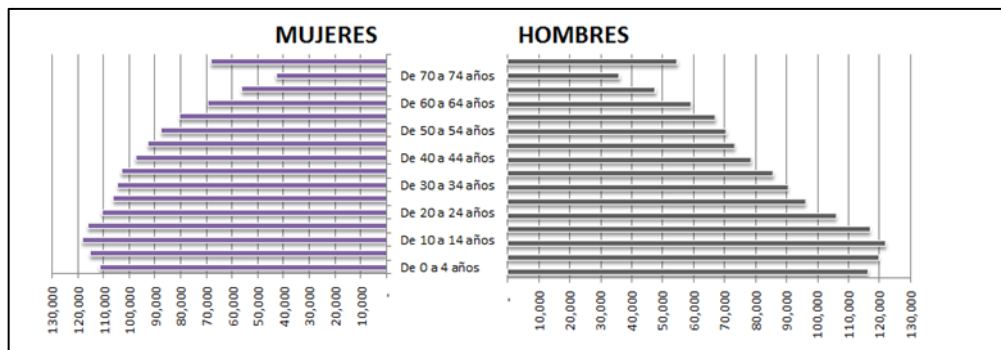 MUJERES
HOMBRES
De 70 a 74 años
De 60 a 64 años
De 50 a 54 años
De 40 a 44 años
De 30 a 34 años
De 20 a 24 años
De 10 a 14 años
De 0 a 4 años
130,000
120,000
110,000
100,000
90,000
80,000
70,000
60,000
50,000
40,000
30,000
20,000
10,000
-
-
10,000
20,000
30,000
40,000
50,000
60,000
70,000
80,000
90,000
100,000
110,000
120,000
130,000